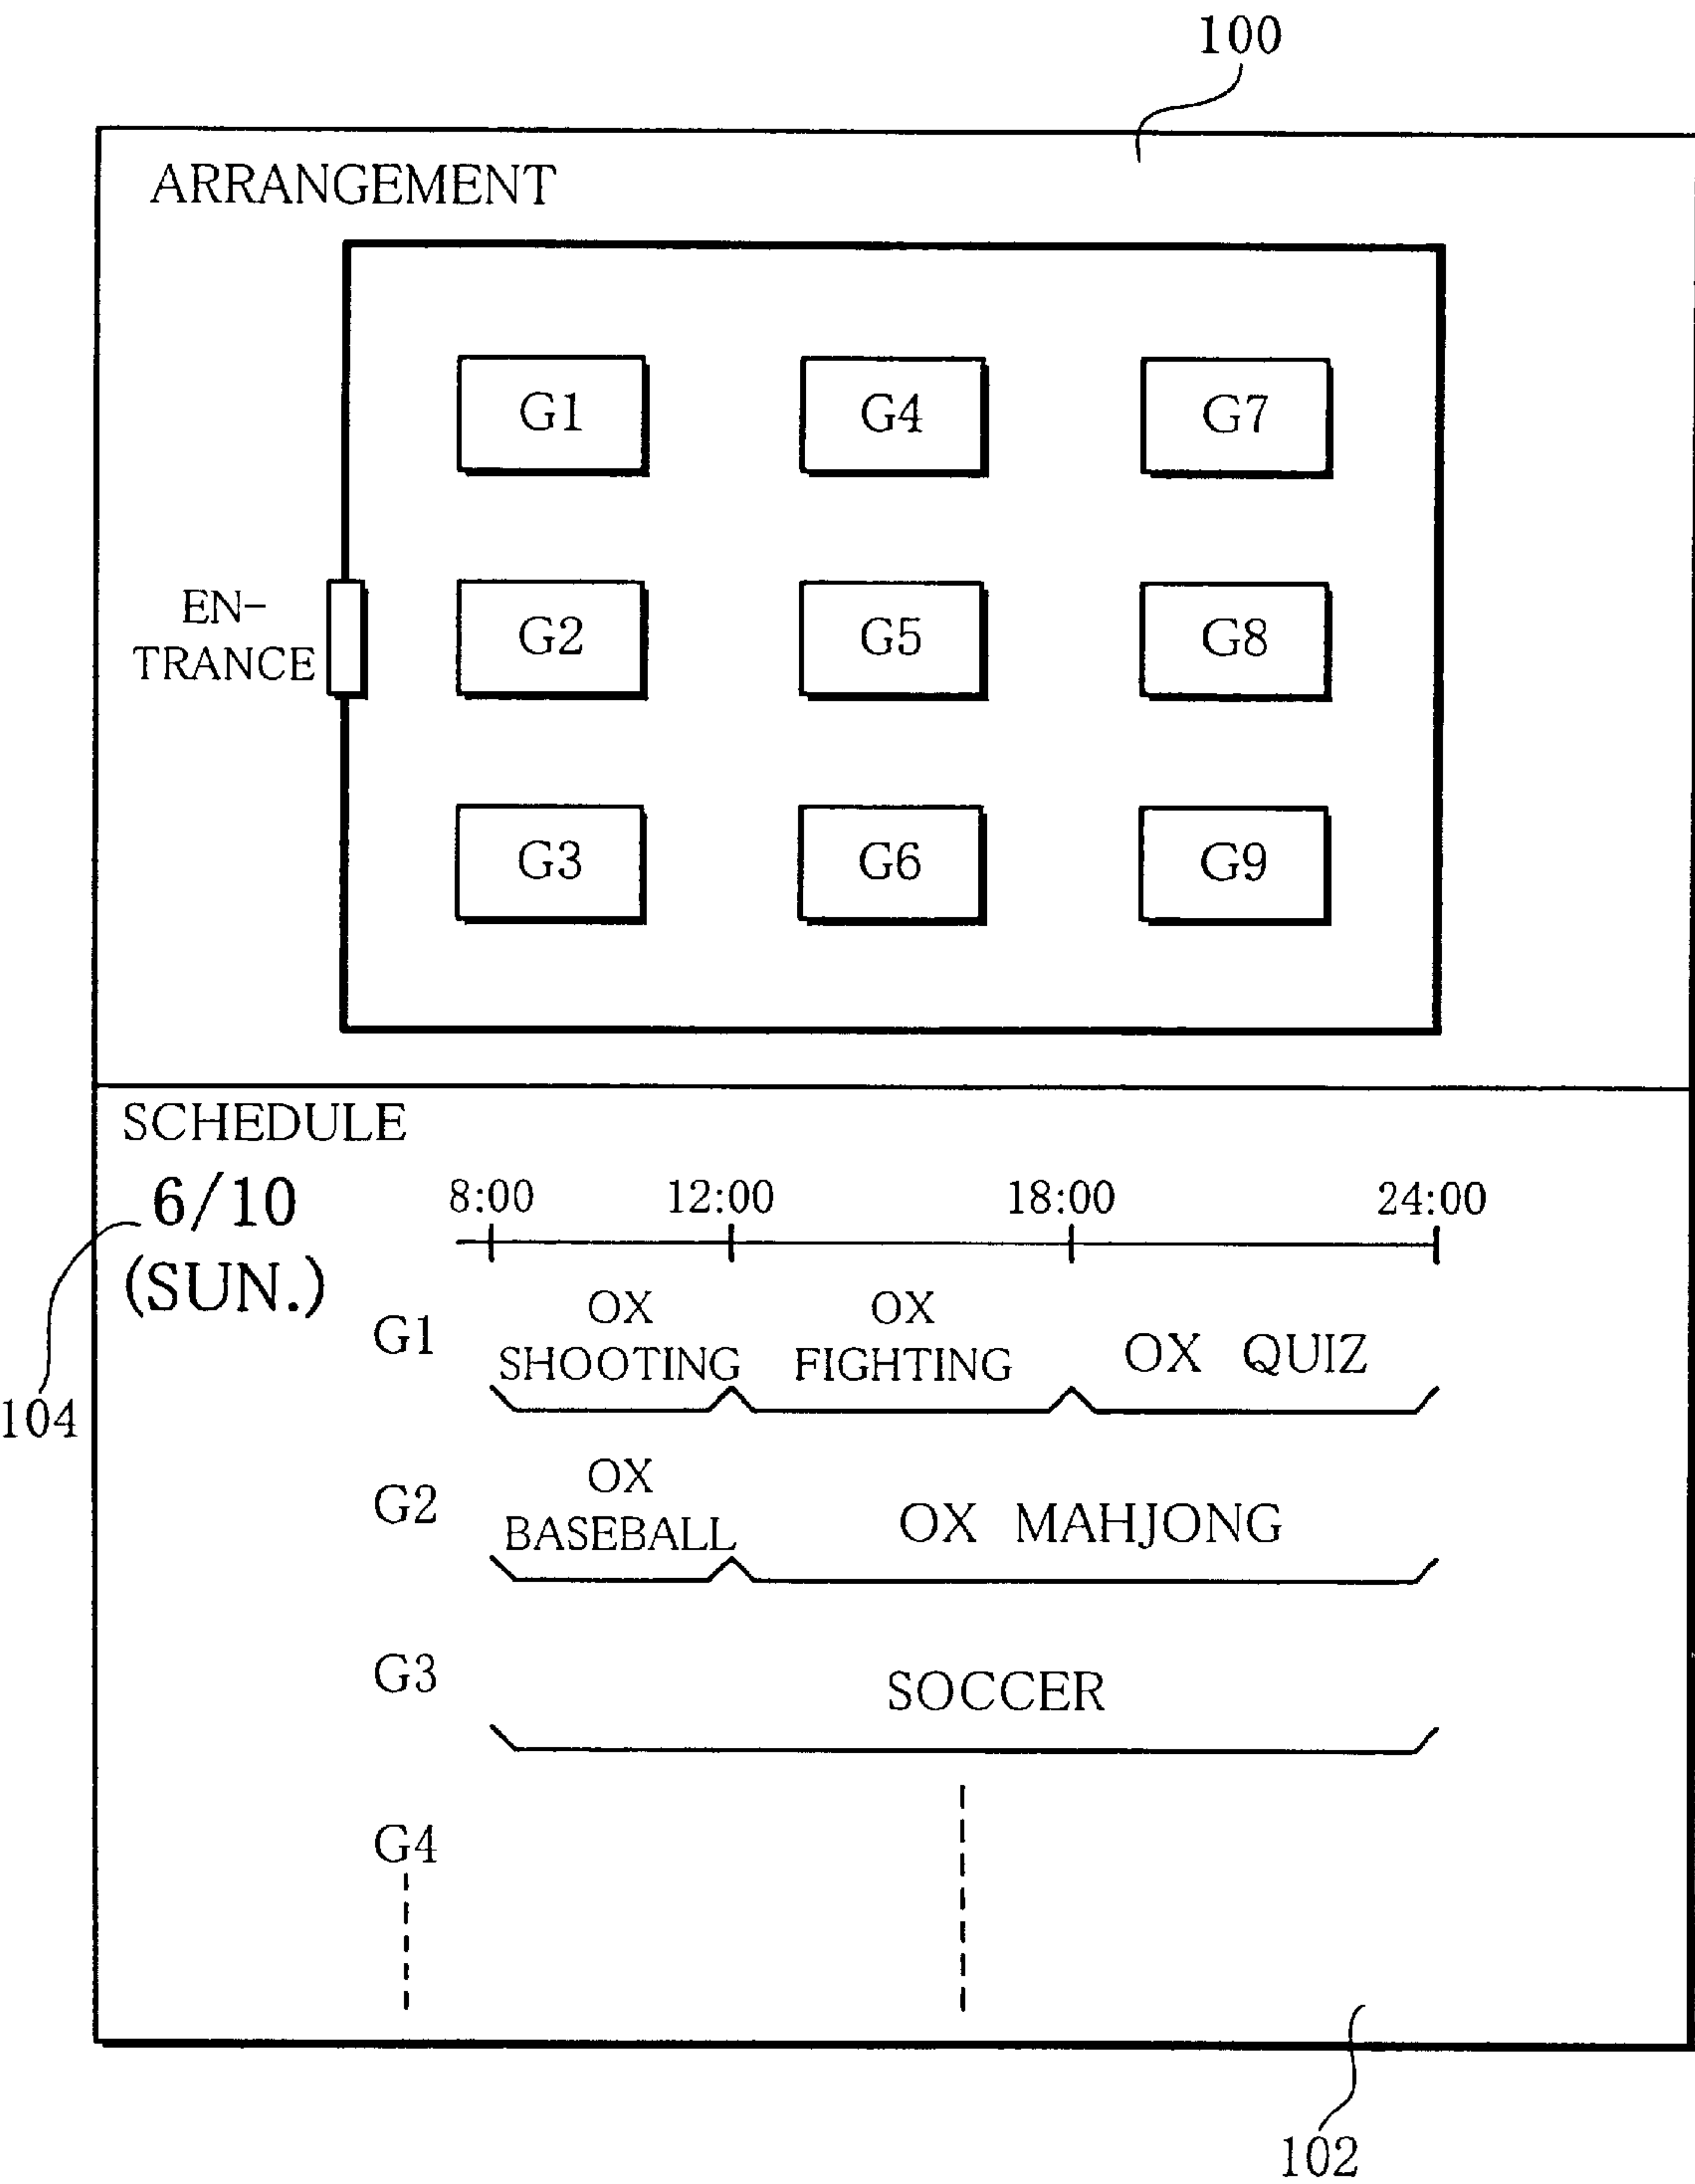 100
ARRANGEMENT
G1 G4 G7
EN-
TRANCE
G2 G5 G8
G3 G6 G9
SCHEDULE
6/10
(SUN.)
104
8:00 12:00 18:00 24:00
G1
OX
SHOOTING
OX
FIGHTING
OX QUIZ
G2
OX
BASEBALL
OX MAHJONG
G3
SOCCER
G4
102